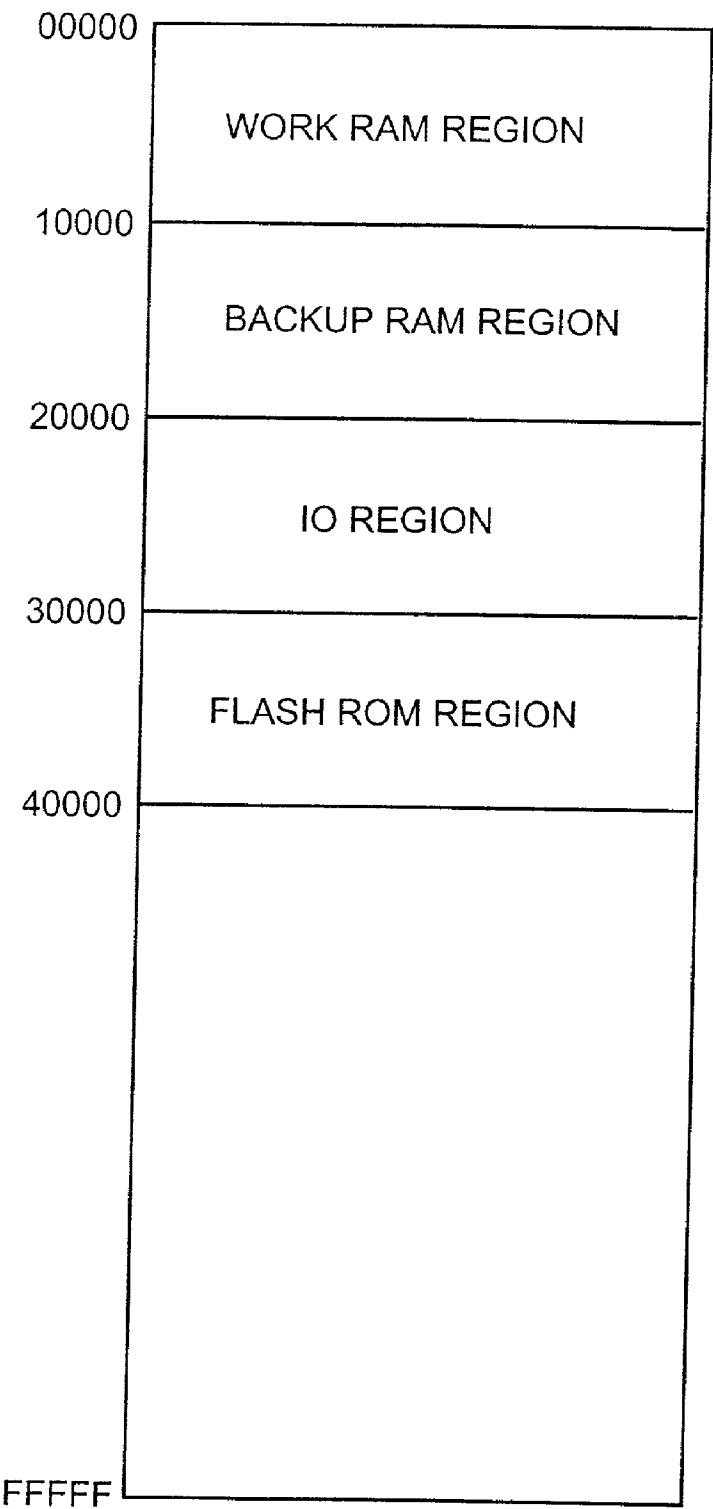 00000
WORK RAM REGION
10000
BACKUP RAM REGION
20000
IO REGION
30000
FLASH ROM REGION
40000
FFFFF